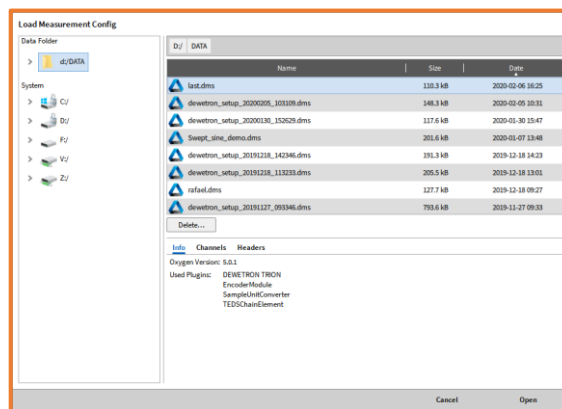 Load Measurement Config
Data Folder
d:/DATA
System
C:/
D:/
F:/
V:/
Z:/
D:/ DATA
Name Size Date
last.dms 110.3 kB 2020-02-06 16:25
dewetron_setup_20200205_103109.dms 148.3 kB 2020-02-05 10:31
dewetron_setup_20200130_152629.dms 117.6 kB 2020-01-30 15:47
Swept_sine_demo.dms 201.6 kB 2020-01-07 13:48
dewetron_setup_20191218_142346.dms 191.3 kB 2019-12-18 14:23
dewetron_setup_20191218_113233.dms 205.5 kB 2019-12-18 13:01
rafael.dms 127.7 kB 2019-12-18 09:27
dewetron_setup_20191127_093346.dms 793.6 kB 2019-11-27 09:33
Delete...
Info Channels Headers
Oxygen Version: 5.0.1
Used Plugins: DEWETRON TRION
EncoderModule
SampleUnitConverter
TEDSChainElement
Cancel Open